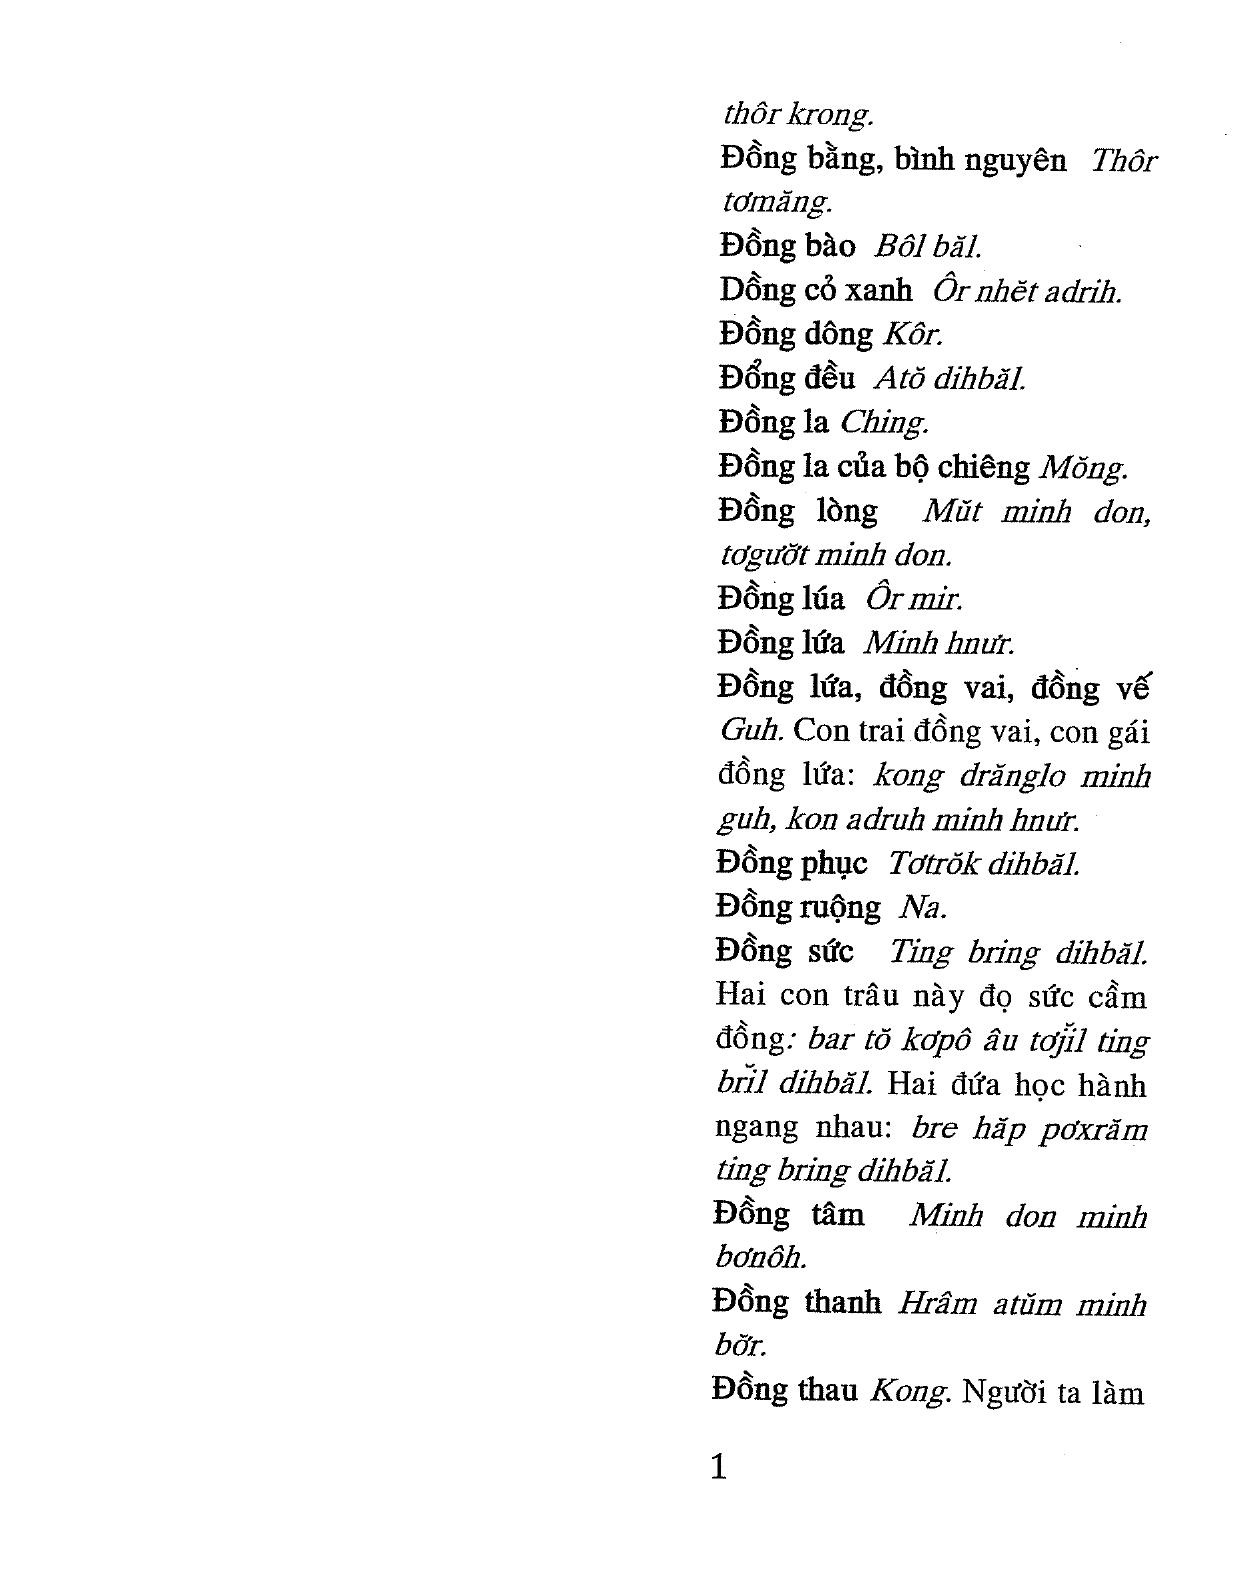 thôr krong.
Đồng bằng, bình nguyên Thôr
tơmăng.
Đồng bào Bôl băl.
Dồng cỏ xanh Ôr nhĕt adrih.
Đồng dông Kôr.
Đổng đều Atŏ dihbăl.
Đồng la Ching.
Đồng la của bộ chiêng Mŏng.
Đồng lòng Mŭt minh don,
tơgươ̆t minh don.
Đồng lúa Ôr mir.
Đồng lứa Minh hnưr.
Đồng lứa, đồng vai, đồng vế
Guh. Con trai đồng vai, con gái
đồng lứa: kong drănglo minh
guh, kon adruh minh hnưr.
Đồng phục Tơtrŏk dihbăl.
Đồng ruộng Na.
Đồng sức Ting bring dihbăl.
Hai con trâu này đọ sức cầm
đồng: bar tŏ kơpô âu tơjĭl ting
brĭl dihbăl. Hai đứa học hành
ngang nhau: bre hăp pơxrăm
ting bring dihbăl.
Đồng tâm Minh don minh
bơnôh.
Đồng thanh Hrâm atŭm minh
bơ̆r.
Đồng thau Kong. Người ta làm
1